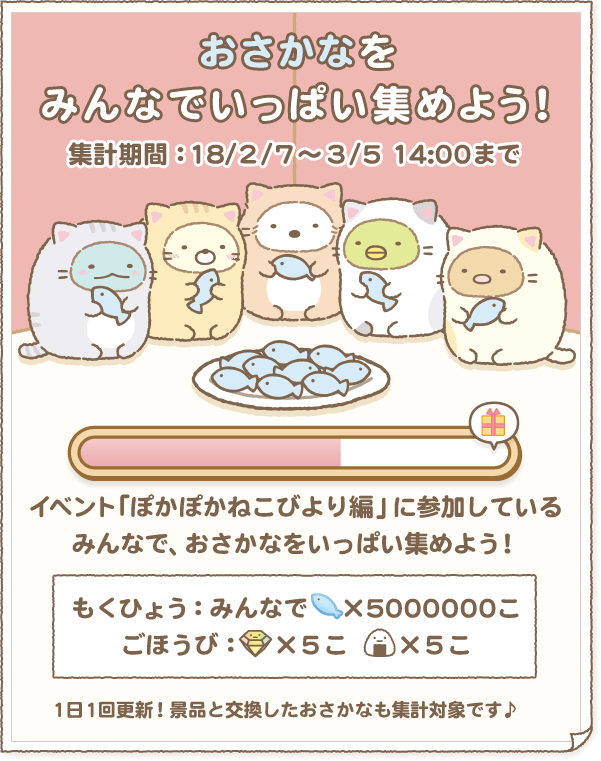 おさかなを
みんなでいっぱい集めよう!
集計期間：18/2/7～3/5 14:00まで
イベント「ぽかぽかねこびより編」に参加している
みんなで、おさかなをいっぱい集めよう!
もくひょう：みんなで×5000000こ
ごほうび：×5こ ×5こ
1日1回更新!景品と交換したおさかなも集計対象です♪